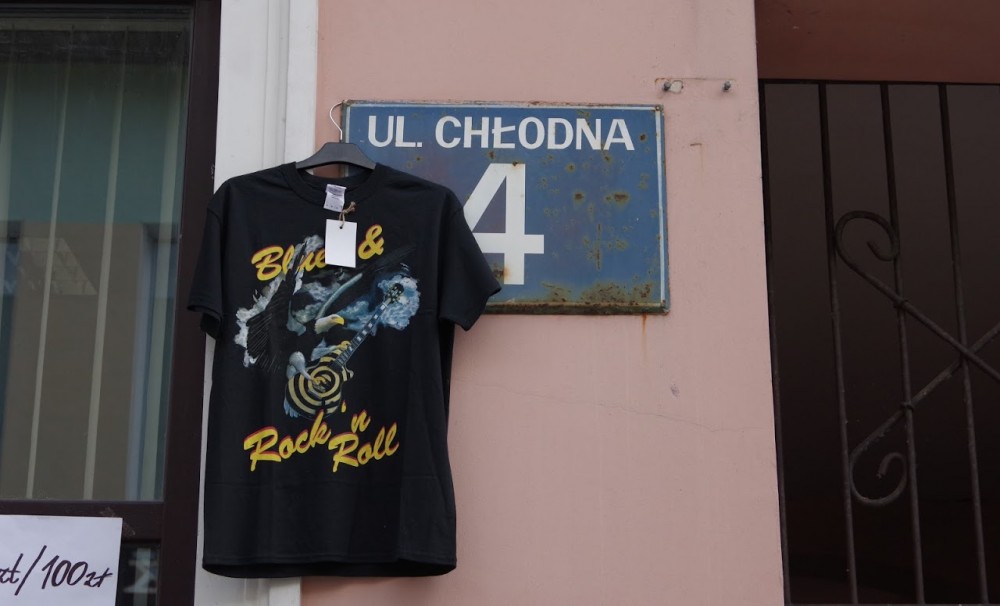 UL. CHŁODNA
4
Blues &
Rock 'n
Roll
zł/100zł